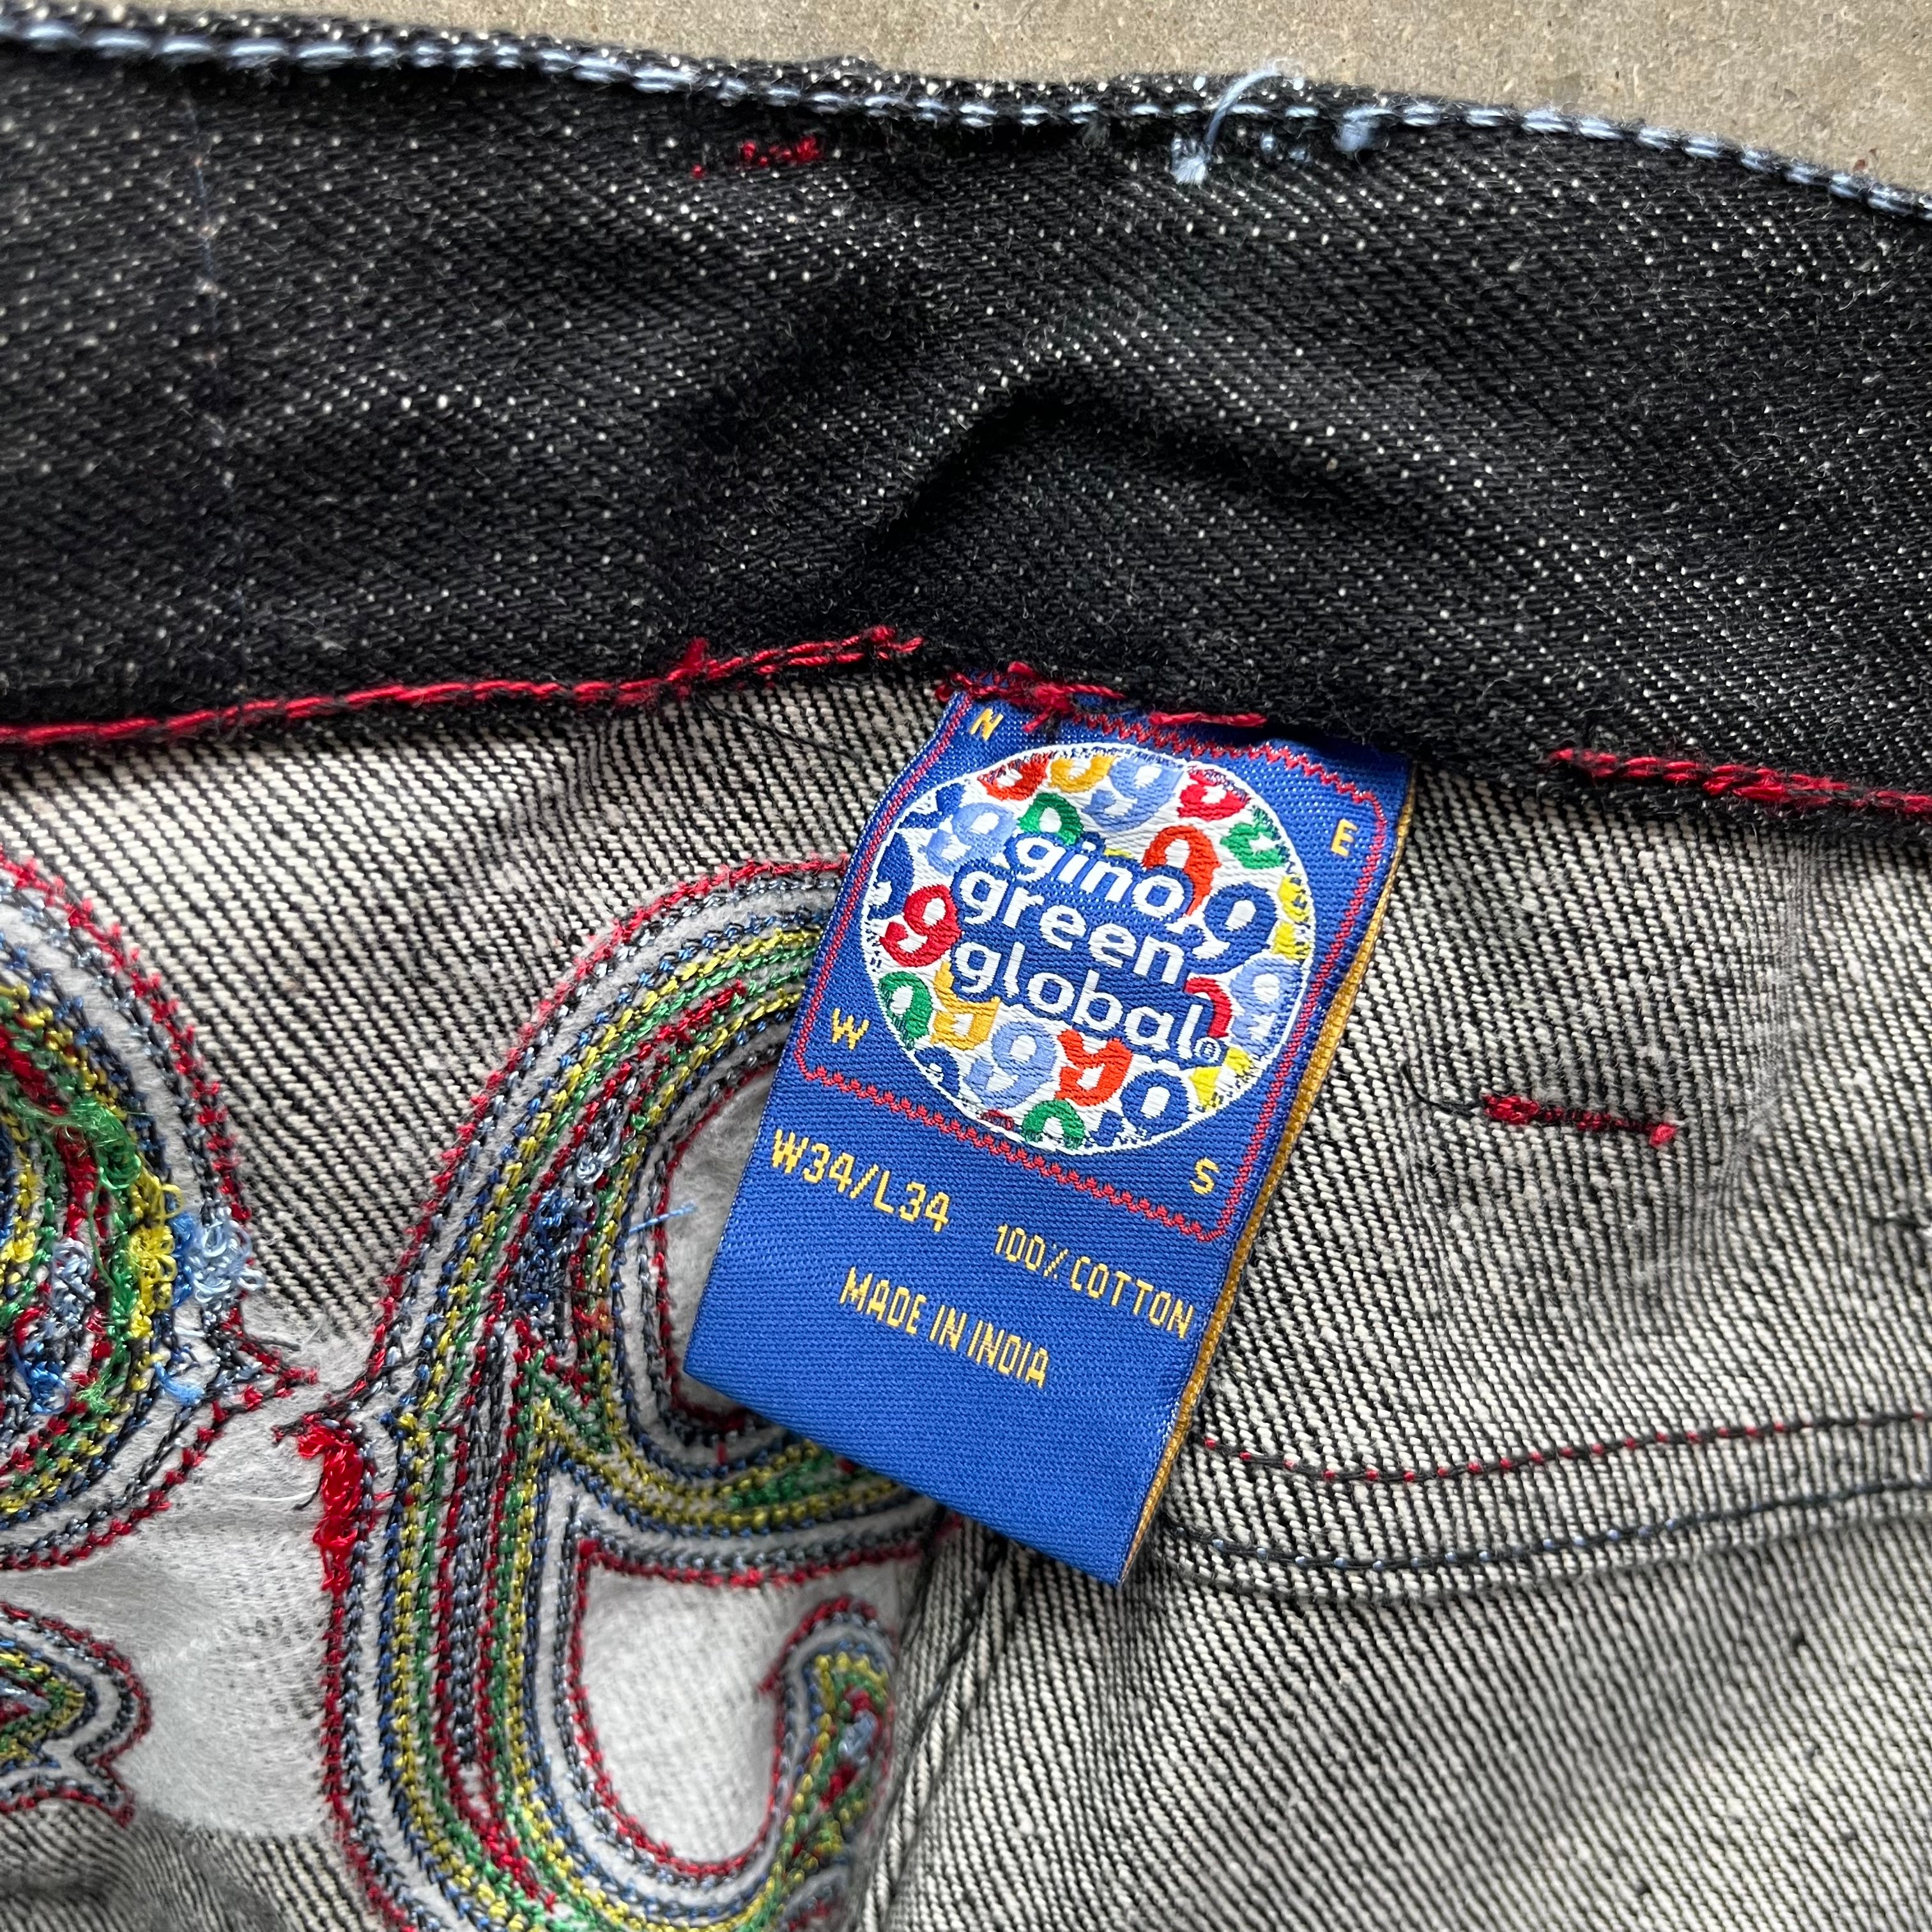 N
E
gino
green
global®
W
S
W34/L34 100% COTTON
MADE IN INDIA